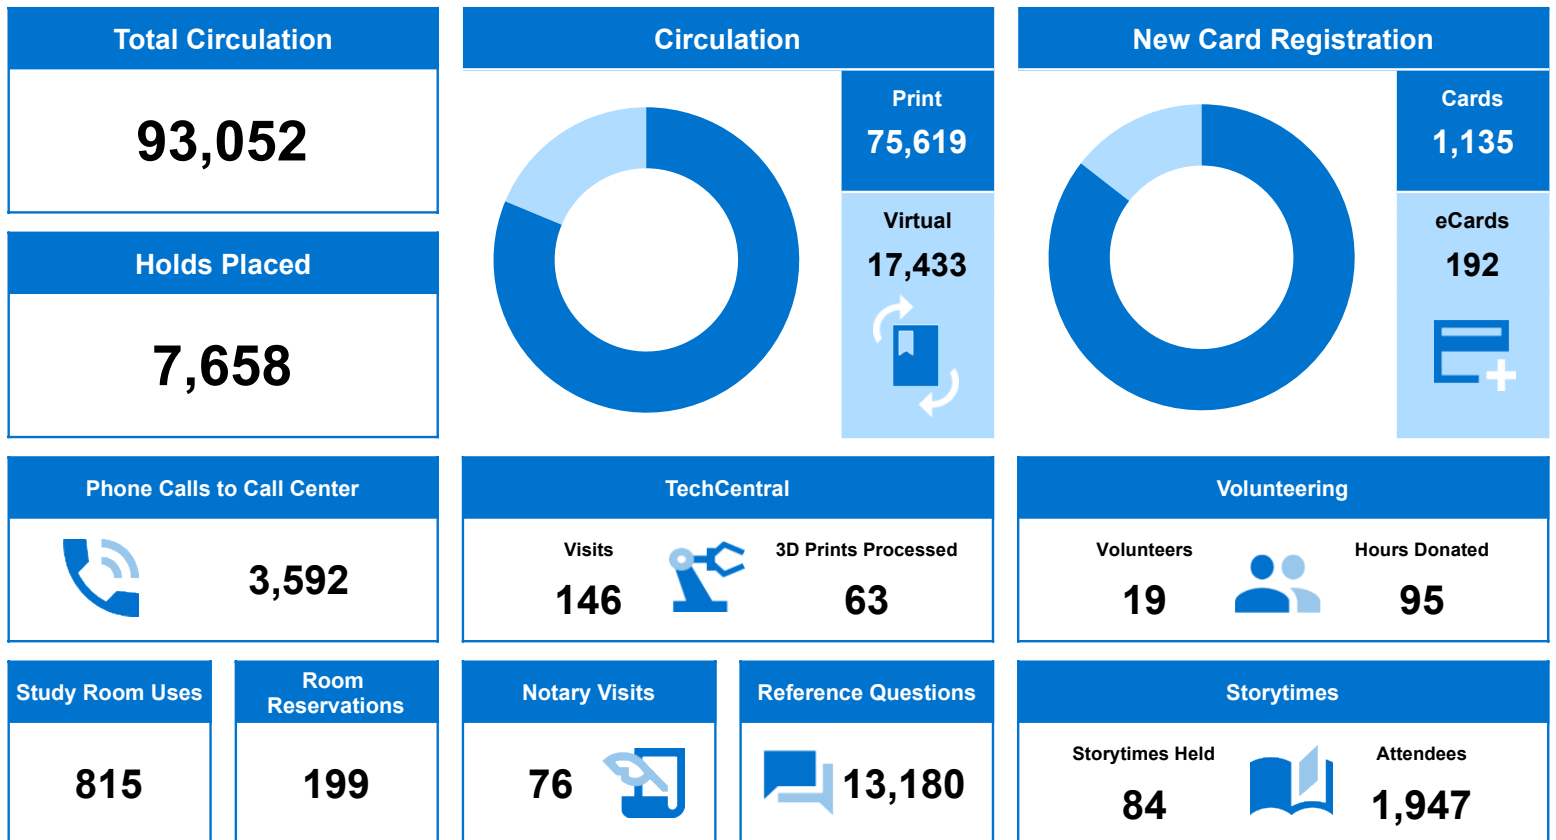 Total Circulation
93,052
Holds Placed
7,658
Circulation
Print
75,619
Virtual
17,433
New Card Registration
Cards
1,135
eCards
192
Phone Calls to Call Center
3,592
TechCentral
Visits
146
3D Prints Processed
63
Volunteering
Volunteers
19
Hours Donated
95
Study Room Uses
815
Room
Reservations
199
Notary Visits
76
Reference Questions
13,180
Storytimes
Storytimes Held
84
Attendees
1,947